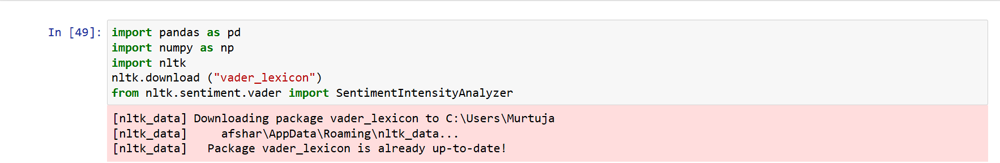 In [49]: import pandas as pd
import numpy as np
import nltk
nltk.download ("vader_lexicon")
from nltk.sentiment.vader import SentimentIntensityAnalyzer
[nltk_data] Downloading package vader_lexicon to C:\Users\Murtuja
[nltk_data]     afshar\AppData\Roaming\nltk_data...
[nltk_data]   Package vader_lexicon is already up-to-date!